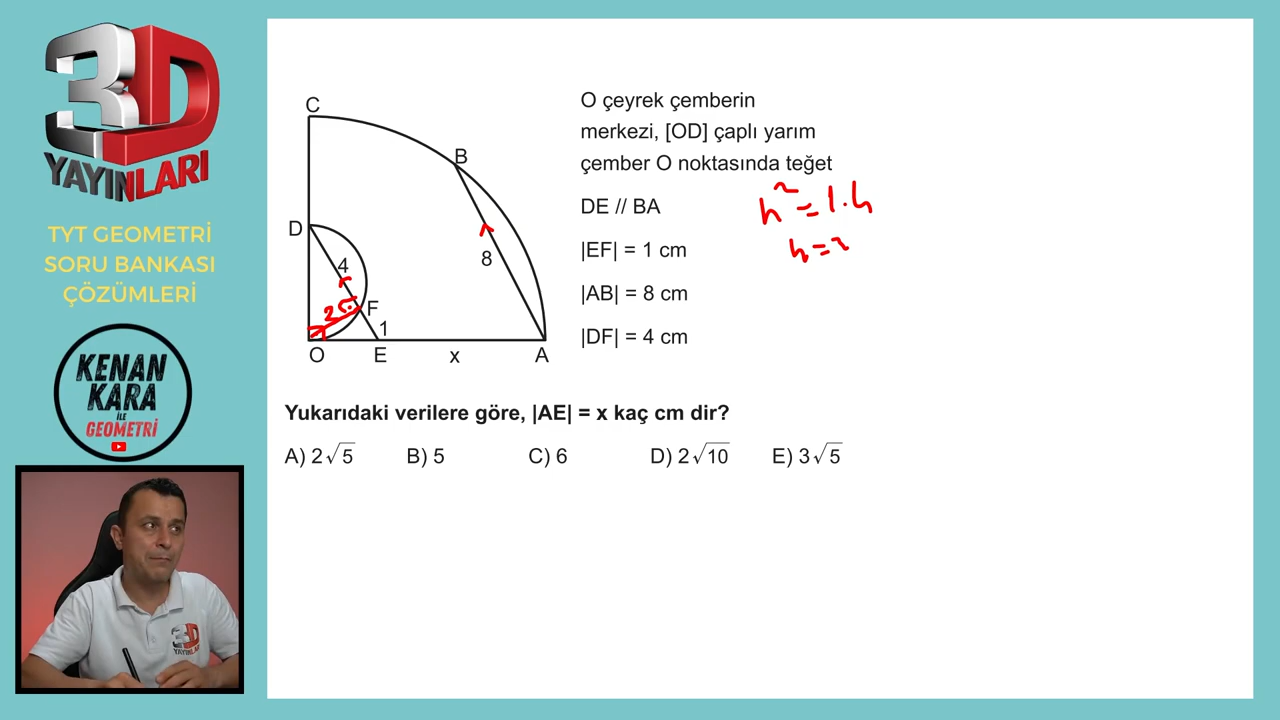 3D
YAYINLARI
TYT GEOMETRİ
SORU BANKASI
ÇÖZÜMLERİ
KENAN
KARA
İLE
GEOMETRİ
3D
YAYINLARI
C
B
D
4
8
2
F
1
O
E
x
A
O çeyrek çemberin
merkezi, [OD] çaplı yarım
çember O noktasında teğet
DE // BA
|EF| = 1 cm
|AB| = 8 cm
|DF| = 4 cm
h² = 1.4
h =
Yukarıdaki verilere göre, |AE| = x kaç cm dir?
A) 2√5 B) 5 C) 6 D) 2√10 E) 3√5